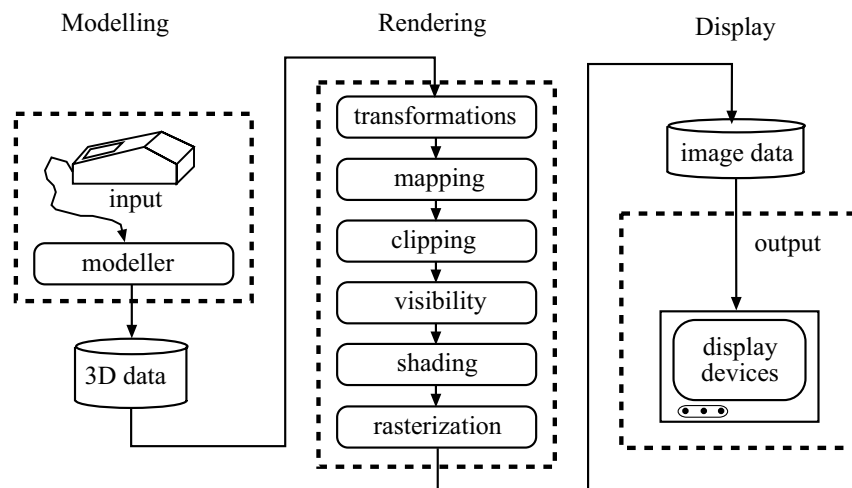 Modelling
Rendering
Display
input
modeller
3D data
transformations
mapping
clipping
visibility
shading
rasterization
image data
output
display
devices